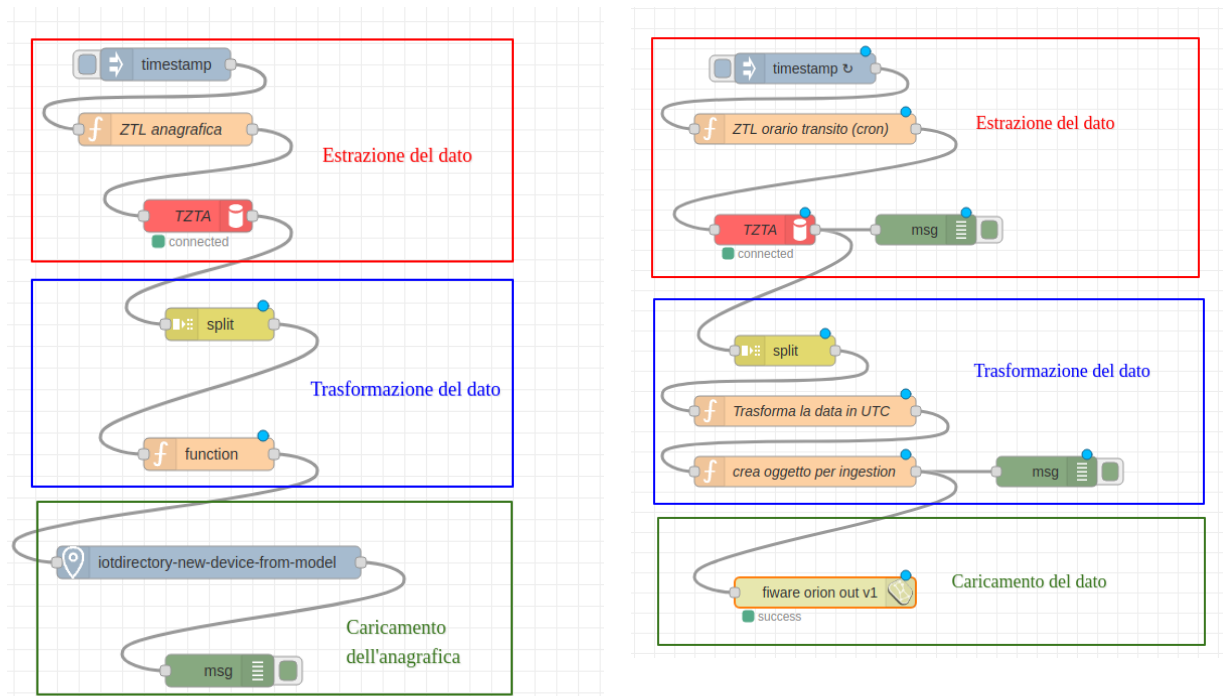 timestamp
ZTL anagrafica
Estrazione del dato
TZTA
connected
split
Trasformazione del dato
function
iotdirectory-new-device-from-model
Caricamento
dell'anagrafica
msg
timestamp ↻
ZTL orario transito (cron)
Estrazione del dato
TZTA
msg
connected
split
Trasformazione del dato
Trasforma la data in UTC
crea oggetto per ingestion
msg
fiware orion out v1
Caricamento del dato
success